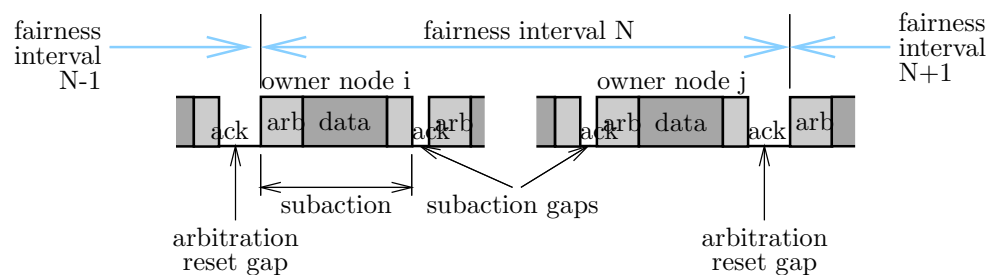 fairness
interval
N-1
fairness interval N
fairness
interval
N+1
owner node i
owner node j
ack
arb
data
ack
arb
ack
arb
data
ack
arb
subaction
subaction gaps
arbitration
reset gap
arbitration
reset gap